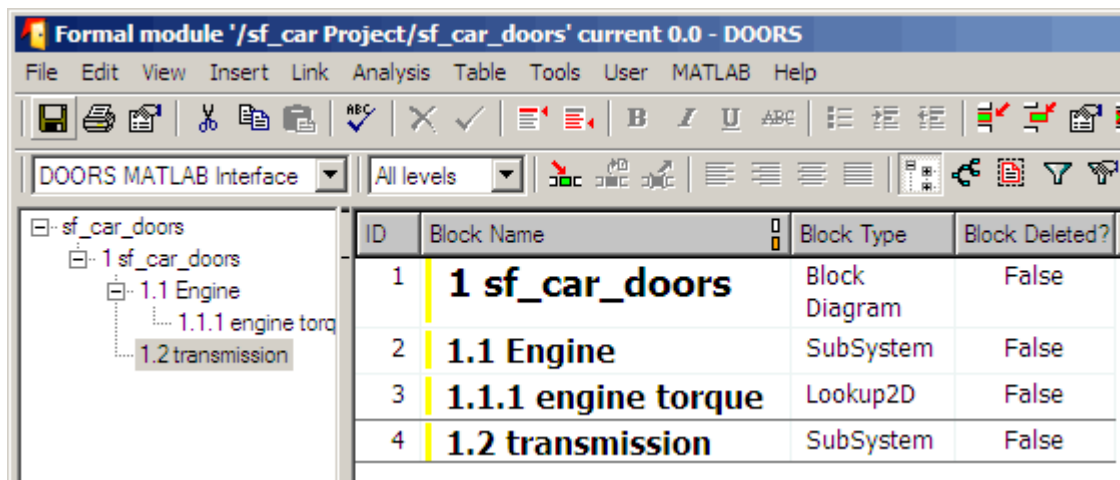 Formal module '/sf_car Project/sf_car_doors' current 0.0 - DOORS
File Edit View Insert Link Analysis Table Tools User MATLAB Help
ABC B I U ABC
DOORS MATLAB Interface All levels
sf_car_doors
1 sf_car_doors
1.1 Engine
1.1.1 engine torq
1.2 transmission
ID Block Name Block Type Block Deleted?
1 1 sf_car_doors Block Diagram False
2 1.1 Engine SubSystem False
3 1.1.1 engine torque Lookup2D False
4 1.2 transmission SubSystem False